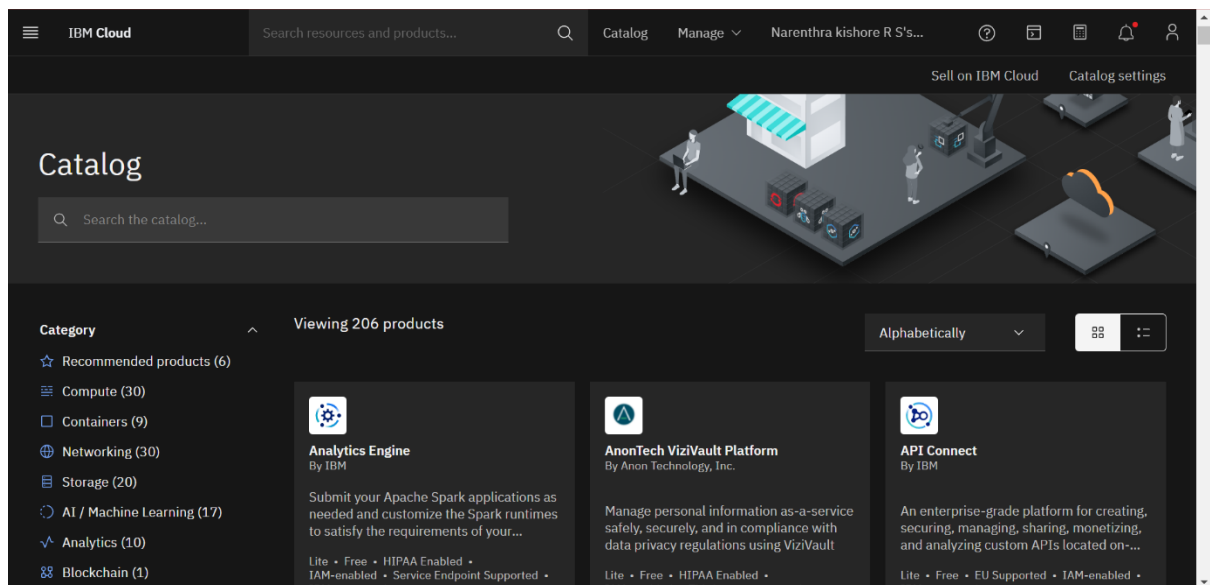 IBM Cloud
Search resources and products...
Catalog
Manage
Narenthra kishore R S's...
Sell on IBM Cloud
Catalog settings
Catalog
Search the catalog...
Category
Recommended products (6)
Compute (30)
Containers (9)
Networking (30)
Storage (20)
AI / Machine Learning (17)
Analytics (10)
Blockchain (1)
Viewing 206 products
Alphabetically
Analytics Engine
By IBM
Submit your Apache Spark applications as
needed and customize the Spark runtimes
to satisfy the requirements of your...
Lite • Free • HIPAA Enabled •
IAM-enabled • Service Endpoint Supported •
AnonTech ViziVault Platform
By Anon Technology, Inc.
Manage personal information as-a-service
safely, securely, and in compliance with
data privacy regulations using ViziVault
Lite • Free • HIPAA Enabled •
API Connect
By IBM
An enterprise-grade platform for creating,
securing, managing, sharing, monetizing,
and analyzing custom APIs located on-...
Lite • Free • EU Supported • IAM-enabled •